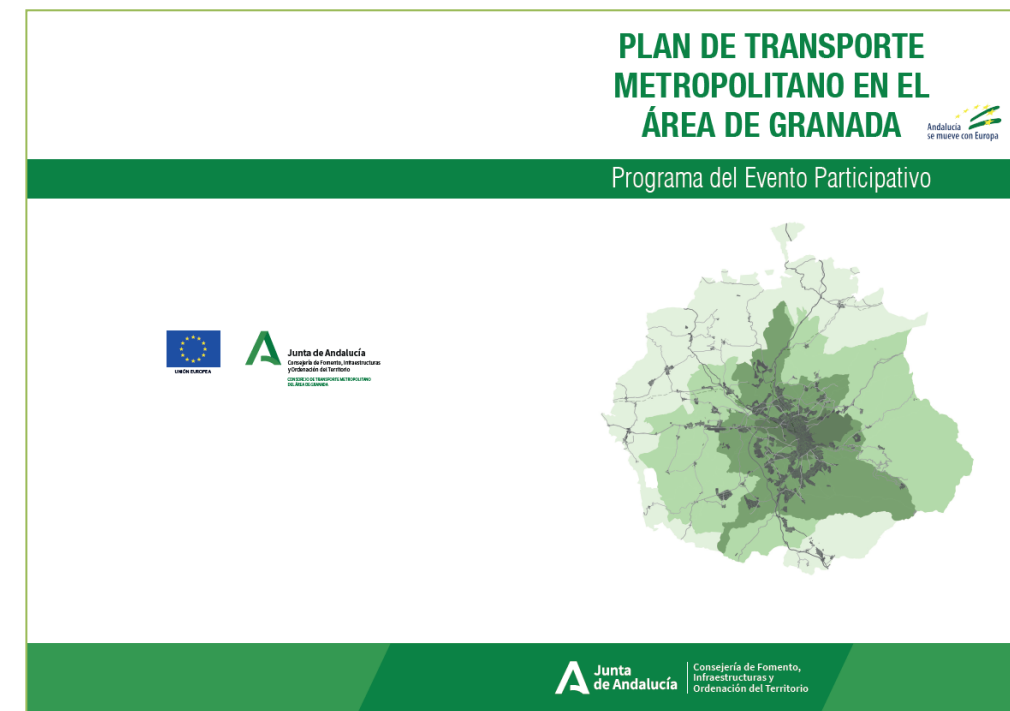 PLAN DE TRANSPORTE
METROPOLITANO EN EL
ÁREA DE GRANADA
Andalucía
se mueve con Europa
Programa del Evento Participativo
UNIÓN EUROPEA
Junta de Andalucía
Consejería de Fomento, Infraestructuras
y Ordenación del Territorio
CONSORCIO DE TRANSPORTE METROPOLITANO
DEL ÁREA DE GRANADA
Junta
de Andalucía
Consejería de Fomento,
Infraestructuras y
Ordenación del Territorio